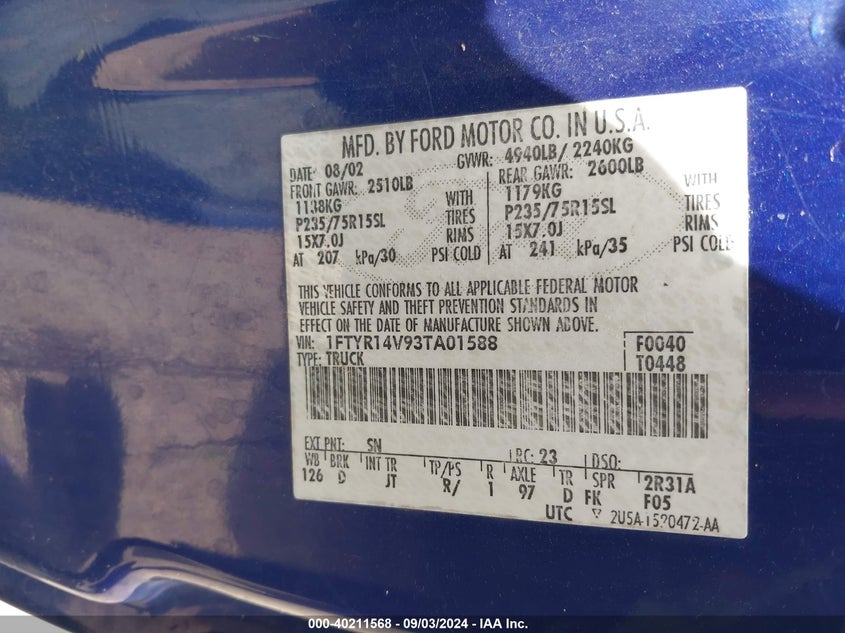 MFD. BY FORD MOTOR CO. IN U.S.A.
DATE 08/02 GVWR: 4940LB/ 2240KG
FRONT GAWR: 2510LB REAR GAWR: 2600LB
1138KG WITH 1179KG WITH
P235/75R15SL TIRES P235/75R15SL TIRES
15X7.0J RIMS 15X7.0J RIMS
AT 207 kPa/30 PSI COLD AT 241 kPa/35 PSI COLD
THIS VEHICLE CONFORMS TO ALL APPLICABLE FEDERAL MOTOR
VEHICLE SAFETY AND THEFT PREVENTION STANDARDS IN
EFFECT ON THE DATE OF MANUFACTURE SHOWN ABOVE.
VIN: 1FTYR14V93TA01588 F0040
TYPE: TRUCK T0448
EXT PNT: SN RC: 23 DSO:
WB BRK INT TR TP/PS R AXLE TR SPR 2R31A
126 D JT R/ 1 97 D FK F05
UTC 2U5A-1520472-AA
000-40211568 - 09/03/2024 - IAA Inc.